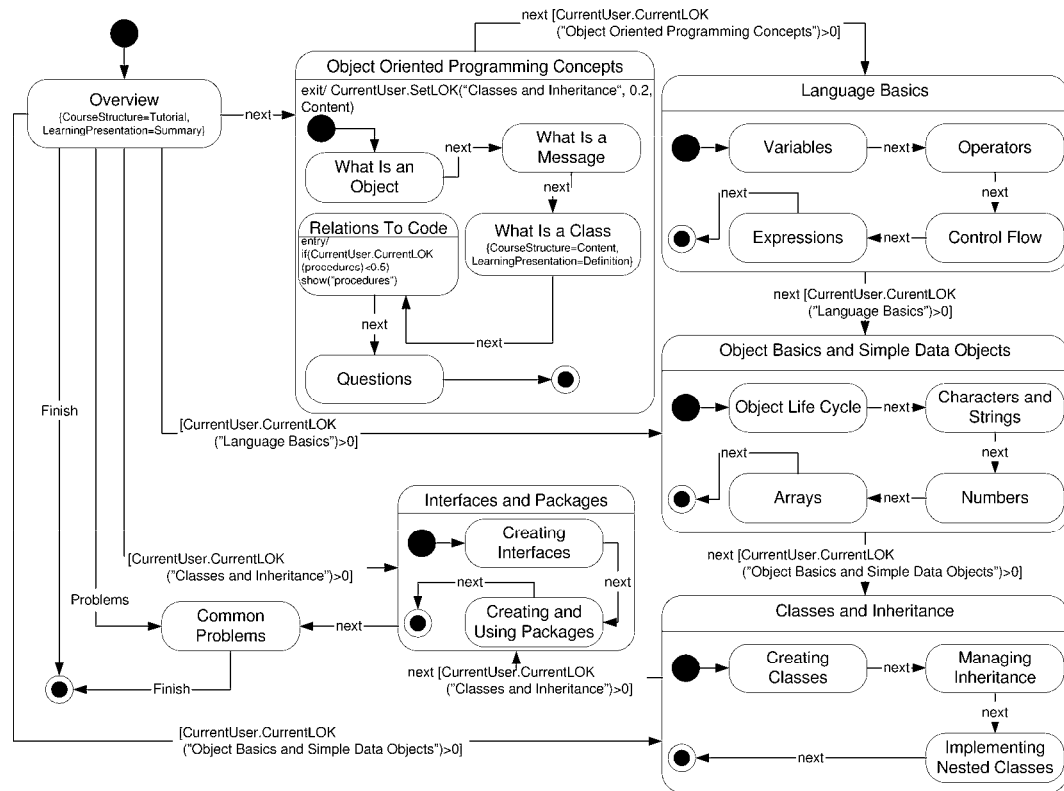 next [CurrentUser.CurrentLOK
("Object Oriented Programming Concepts")>0]
Overview
{CourseStructure=Tutorial,
LearningPresentation=Summary}
next
Object Oriented Programming Concepts
exit/ CurrentUser.SetLOK("Classes and Inheritance", 0.2,
Content)
What Is an
Object
next
What Is a
Message
next
What Is a Class
{CourseStructure=Content,
LearningPresentation=Definition}
Relations To Code
entry/
if(CurrentUser.CurrentLOK
(procedures)<0.5)
show("procedures")
next
next
Questions
Language Basics
Variables
next
Operators
next
next
Expressions
next
Control Flow
next [CurrentUser.CurentLOK
("Language Basics")>0]
Object Basics and Simple Data Objects
Object Life Cycle
next
Characters and
Strings
next
next
Arrays
next
Numbers
Finish
[CurrentUser.CurrentLOK
("Language Basics")>0]
Interfaces and Packages
Creating
Interfaces
next
next
Creating and
Using Packages
[CurrentUser.CurrentLOK
("Classes and Inheritance")>0]
next [CurrentUser.CurrentLOK
("Object Basics and Simple Data Objects")>0]
Problems
Common
Problems
next
Finish
next [CurrentUser.CurrentLOK
("Classes and Inheritance")>0]
Classes and Inheritance
Creating
Classes
next
Managing
Inheritance
next
Implementing
Nested Classes
next
[CurrentUser.CurrentLOK
("Object Basics and Simple Data Objects")>0]